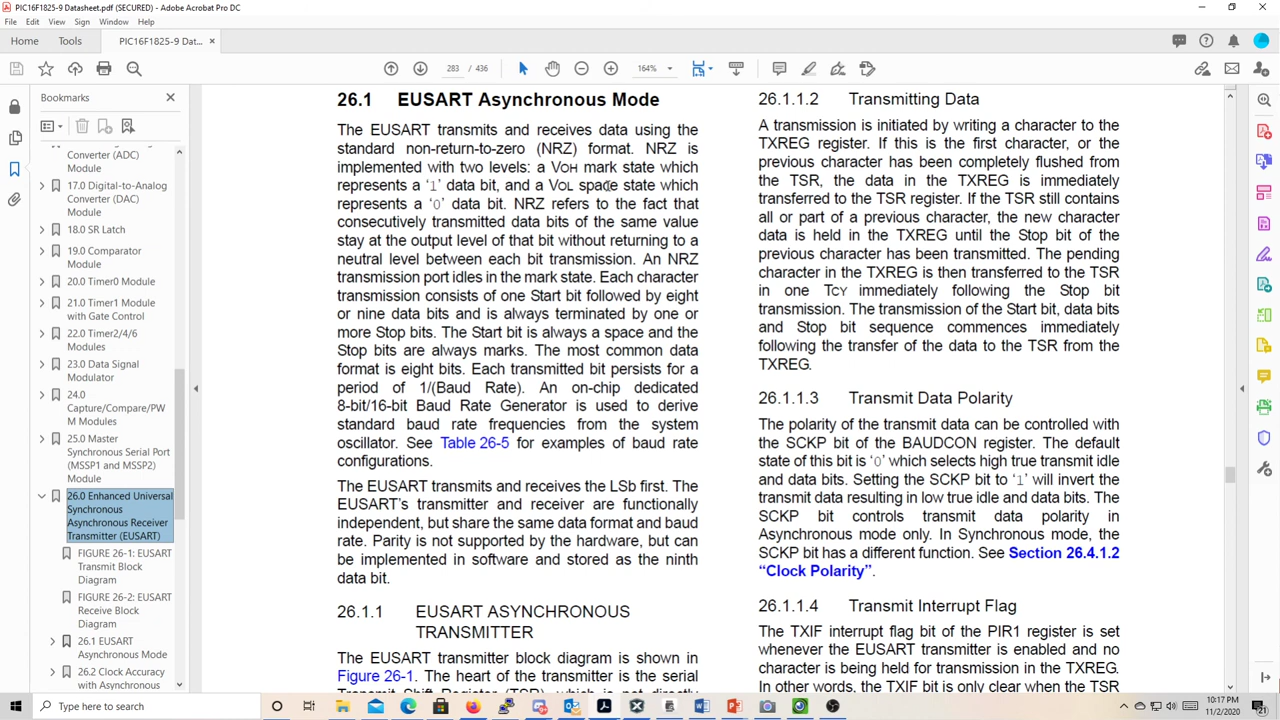 PIC16F1825-9 Datasheet.pdf (SECURED) - Adobe Acrobat Pro DC
File Edit View Sign Window Help
Home Tools PIC16F1825-9 Dat... ×
283 / 436 164%
Bookmarks
Converter (ADC)
Module
17.0 Digital-to-Analog
Converter (DAC)
Module
18.0 SR Latch
19.0 Comparator
Module
20.0 Timer0 Module
21.0 Timer1 Module
with Gate Control
22.0 Timer2/4/6
Modules
23.0 Data Signal
Modulator
24.0
Capture/Compare/PW
M Modules
25.0 Master
Synchronous Serial Port
(MSSP1 and MSSP2)
Module
26.0 Enhanced Universal
Synchronous
Asynchronous Receiver
Transmitter (EUSART)
FIGURE 26-1: EUSART
Transmit Block
Diagram
FIGURE 26-2: EUSART
Receive Block
Diagram
26.1 EUSART
Asynchronous Mode
26.2 Clock Accuracy
with Asynchronous
26.1 EUSART Asynchronous Mode
The EUSART transmits and receives data using the
standard non-return-to-zero (NRZ) format. NRZ is
implemented with two levels: a VOH mark state which
represents a ‘1’ data bit, and a VOL space state which
represents a ‘0’ data bit. NRZ refers to the fact that
consecutively transmitted data bits of the same value
stay at the output level of that bit without returning to a
neutral level between each bit transmission. An NRZ
transmission port idles in the mark state. Each character
transmission consists of one Start bit followed by eight
or nine data bits and is always terminated by one or
more Stop bits. The Start bit is always a space and the
Stop bits are always marks. The most common data
format is eight bits. Each transmitted bit persists for a
period of 1/(Baud Rate). An on-chip dedicated
8-bit/16-bit Baud Rate Generator is used to derive
standard baud rate frequencies from the system
oscillator. See Table 26-5 for examples of baud rate
configurations.
The EUSART transmits and receives the LSb first. The
EUSART’s transmitter and receiver are functionally
independent, but share the same data format and baud
rate. Parity is not supported by the hardware, but can
be implemented in software and stored as the ninth
data bit.
26.1.1 EUSART ASYNCHRONOUS
TRANSMITTER
The EUSART transmitter block diagram is shown in
Figure 26-1. The heart of the transmitter is the serial
Transmit Shift Register (TSR), which is not directly
26.1.1.2 Transmitting Data
A transmission is initiated by writing a character to the
TXREG register. If this is the first character, or the
previous character has been completely flushed from
the TSR, the data in the TXREG is immediately
transferred to the TSR register. If the TSR still contains
all or part of a previous character, the new character
data is held in the TXREG until the Stop bit of the
previous character has been transmitted. The pending
character in the TXREG is then transferred to the TSR
in one TCY immediately following the Stop bit
transmission. The transmission of the Start bit, data bits
and Stop bit sequence commences immediately
following the transfer of the data to the TSR from the
TXREG.
26.1.1.3 Transmit Data Polarity
The polarity of the transmit data can be controlled with
the SCKP bit of the BAUDCON register. The default
state of this bit is ‘0’ which selects high true transmit idle
and data bits. Setting the SCKP bit to ‘1’ will invert the
transmit data resulting in low true idle and data bits. The
SCKP bit controls transmit data polarity in
Asynchronous mode only. In Synchronous mode, the
SCKP bit has a different function. See Section 26.4.1.2
“Clock Polarity”.
26.1.1.4 Transmit Interrupt Flag
The TXIF interrupt flag bit of the PIR1 register is set
whenever the EUSART transmitter is enabled and no
character is being held for transmission in the TXREG.
In other words, the TXIF bit is only clear when the TSR
Type here to search
10:17 PM
11/2/2020
21